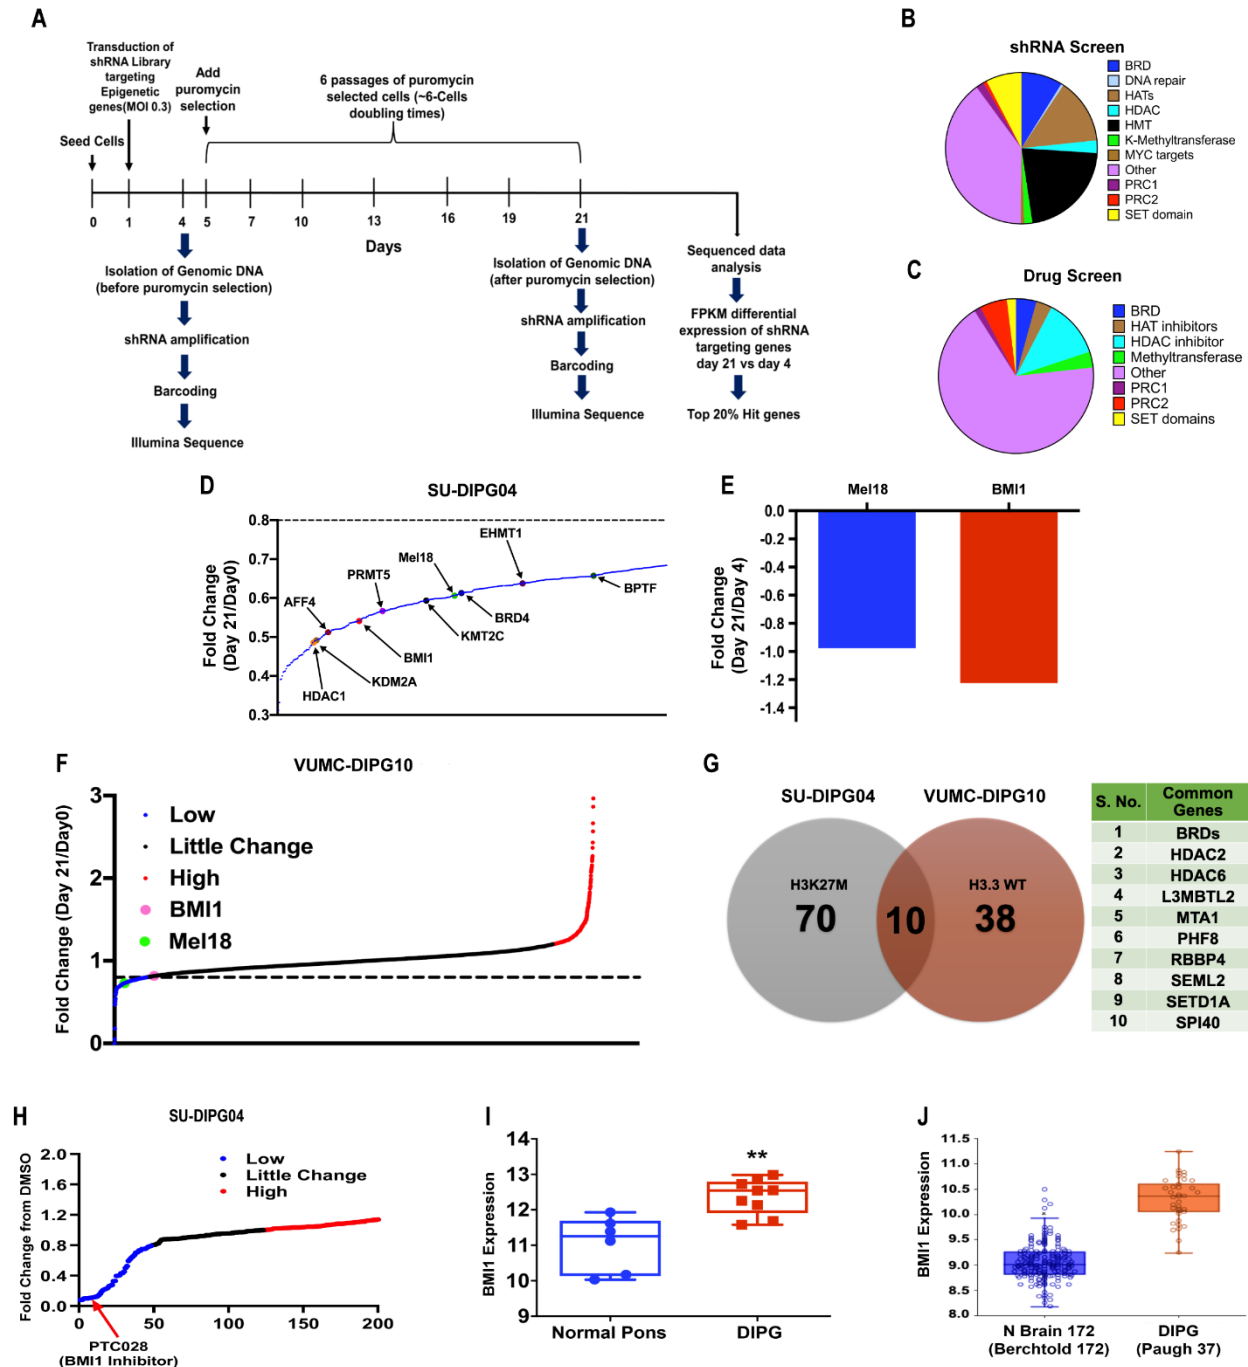 A
Transduction of
shRNA Library
targeting
Epigenetic
genes(MOI 0.3)
Add
puromycin
selection
6 passages of puromycin
selected cells (~6-Cells
doubling times)
Seed Cells
0 1 4 5 7 10 13 16 19 21
Days
Isolation of Genomic DNA
(before puromycin selection)
shRNA amplification
Barcoding
Illumina Sequence
Isolation of Genomic DNA
(after puromycin selection)
shRNA amplification
Barcoding
Illumina Sequence
Sequenced data
analysis
FPKM differential
expression of shRNA
targeting genes
day 21 vs day 4
Top 20% Hit genes
B
shRNA Screen
BRD
DNA repair
HATs
HDAC
HMT
K-Methyltransferase
MYC targets
Other
PRC1
PRC2
SET domain
C
Drug Screen
BRD
HAT inhibitors
HDAC inhibitor
Methyltransferase
Other
PRC1
PRC2
SET domains
D
SU-DIPG04
Fold Change
(Day 21/Day0)
0.8
0.7
0.6
0.5
0.4
0.3
EHMT1
Mel18
PRMT5
AFF4
BPTF
BRD4
KMT2C
BMI1
KDM2A
HDAC1
E
Mel18 BMI1
Fold Change
(Day 21/Day 4)
0.0
-0.2
-0.4
-0.6
-0.8
-1.0
-1.2
-1.4
F
VUMC-DIPG10
Fold Change (Day 21/Day0)
3
2
1
0
Low
Little Change
High
BMI1
Mel18
G
SU-DIPG04 VUMC-DIPG10
H3K27M
70
10
H3.3 WT
38
S. No. Common Genes
1 BRDs
2 HDAC2
3 HDAC6
4 L3MBTL2
5 MTA1
6 PHF8
7 RBBP4
8 SEML2
9 SETD1A
10 SPI40
H
SU-DIPG04
Fold Change from DMSO
2.0
1.6
1.2
0.8
0.4
0.0
Low
Little Change
High
0 50 100 150 200
PTC028
(BMI1 Inhibitor)
I
BMI1 Expression
14
13
12
11
10
9
**
Normal Pons DIPG
J
BMI1 Expression
11.5
11.0
10.5
10.0
9.5
9.0
8.5
8.0
N Brain 172
(Berchtold 172)
DIPG
(Paugh 37)